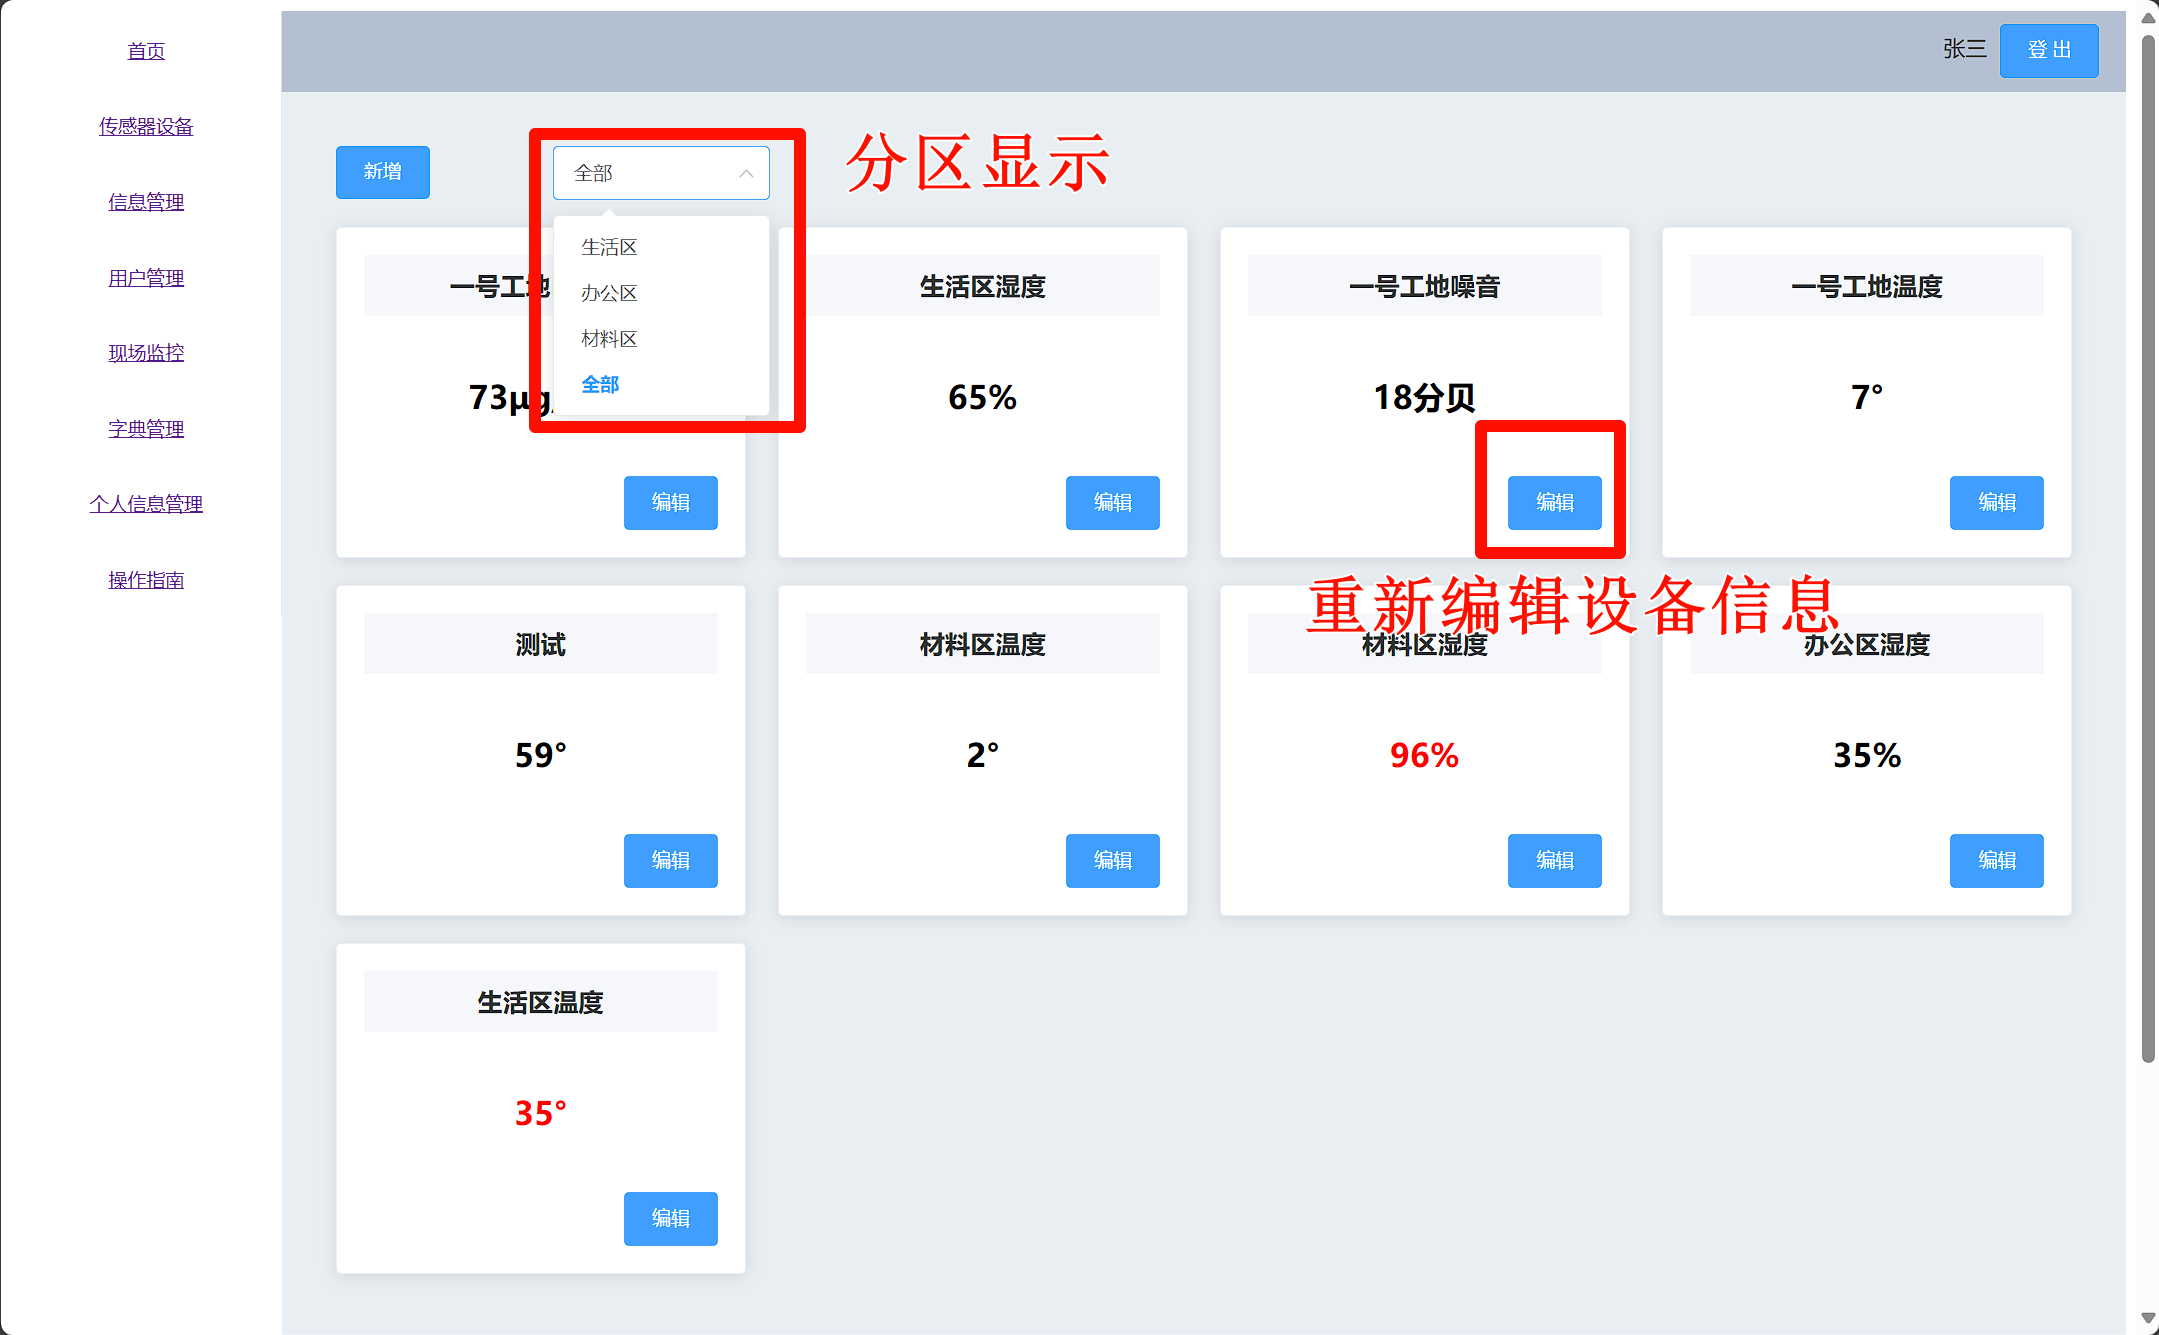 首页
传感器设备
信息管理
用户管理
现场监控
字典管理
个人信息管理
操作指南
张三
登出
新增
全部
分区显示
生活区
办公区
材料区
全部
一号工地
73μg/
编辑
生活区湿度
65%
编辑
一号工地噪音
18分贝
编辑
一号工地温度
7°
编辑
重新编辑设备信息
测试
59°
编辑
材料区温度
2°
编辑
材料区湿度
96%
编辑
办公区湿度
35%
编辑
生活区温度
35°
编辑